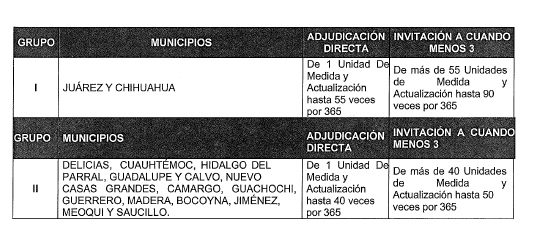 GRUPO MUNICIPIOS ADJUDICACIÓN DIRECTA INVITACIÓN A CUANDO MENOS 3
I JUÁREZ Y CHIHUAHUA
De 1 Unidad De
Medida y
Actualización
hasta 55 veces
por 365
De más de 55 Unidades
de Medida y
Actualización hasta 90
veces por 365
GRUPO MUNICIPIOS ADJUDICACIÓN DIRECTA INVITACIÓN A CUANDO MENOS 3
II
DELICIAS, CUAUHTÉMOC, HIDALGO DEL
PARRAL, GUADALUPE Y CALVO, NUEVO
CASAS GRANDES, CAMARGO, GUACHOCHI,
GUERRERO, MADERA, BOCOYNA, JIMÉNEZ,
MEOQUI Y SAUCILLO.
De 1 Unidad De
Medida y
Actualización
hasta 40 veces
por 365
De más de 40 Unidades
de Medida y
Actualización hasta 50
veces por 365